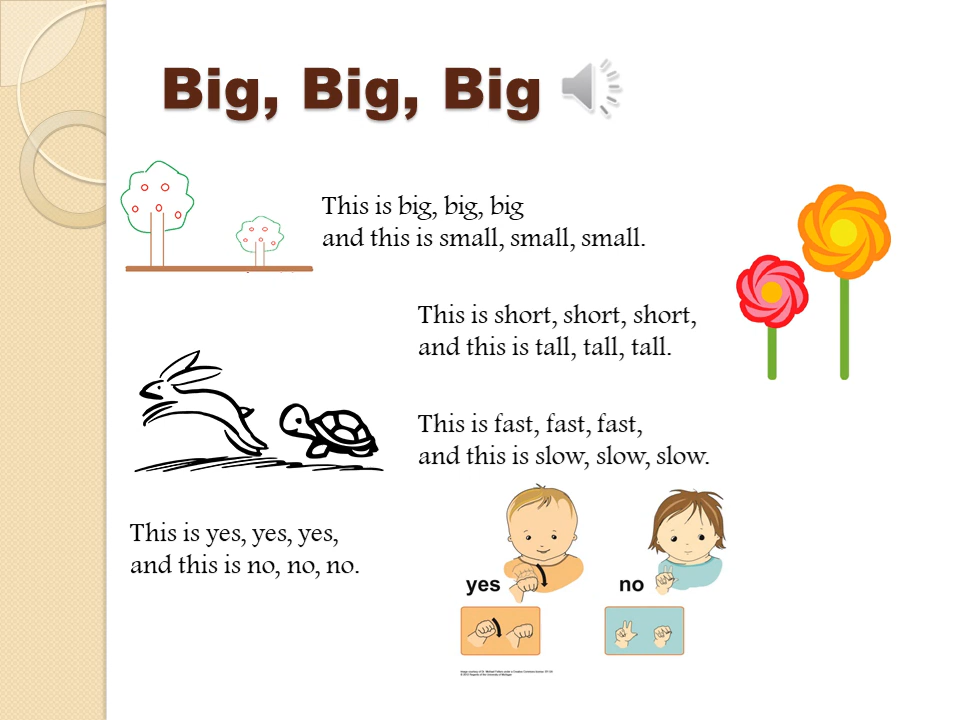 Big, Big, Big
This is big, big, big
and this is small, small, small.
This is short, short, short,
and this is tall, tall, tall.
This is fast, fast, fast,
and this is slow, slow, slow.
This is yes, yes, yes,
and this is no, no, no.
yes
no